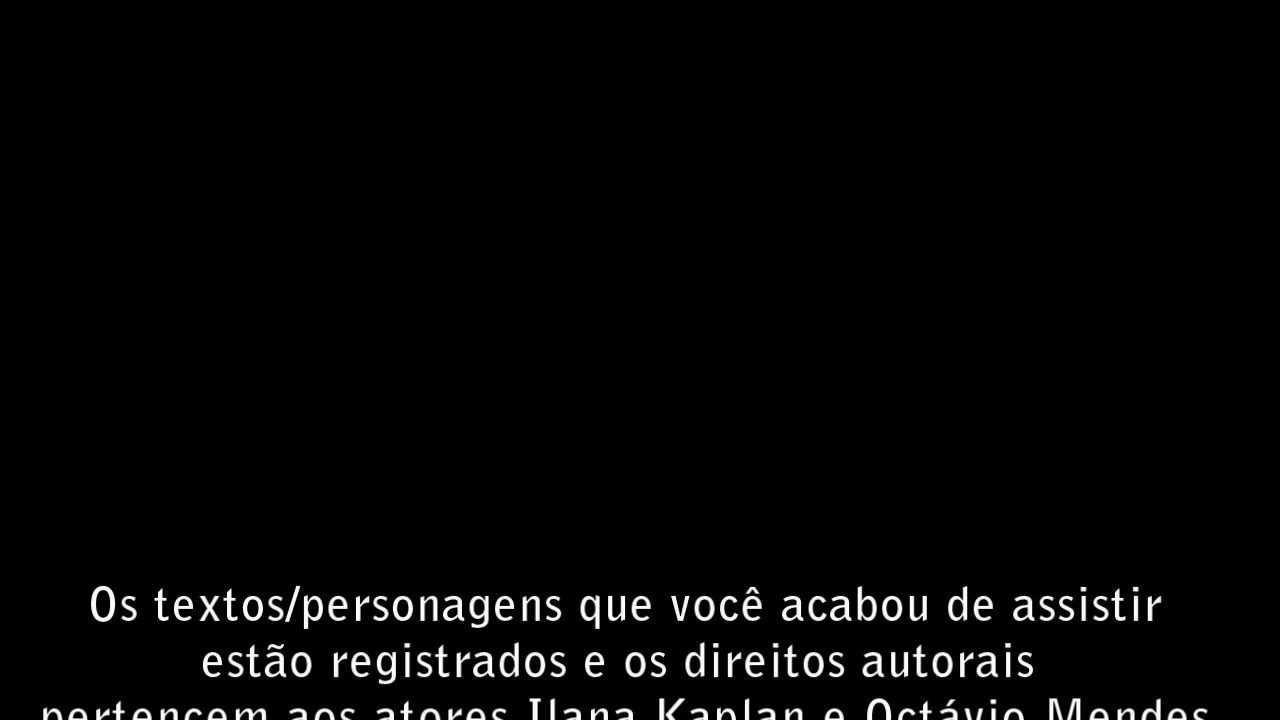 Os textos/personagens que você acabou de assistir
estão registrados e os direitos autorais
pertencem aos atores Ilana Kaplan e Octávio Mendes